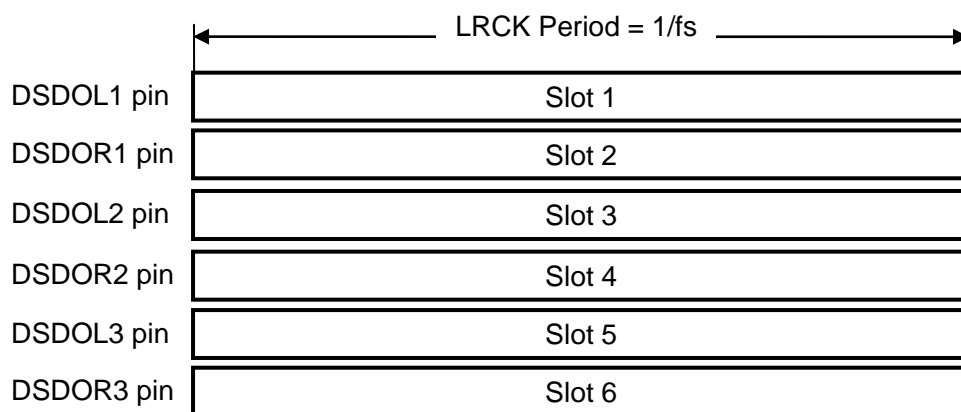 LRCK Period = 1/fs
DSDOL1 pin Slot 1
DSDOR1 pin Slot 2
DSDOL2 pin Slot 3
DSDOR2 pin Slot 4
DSDOL3 pin Slot 5
DSDOR3 pin Slot 6